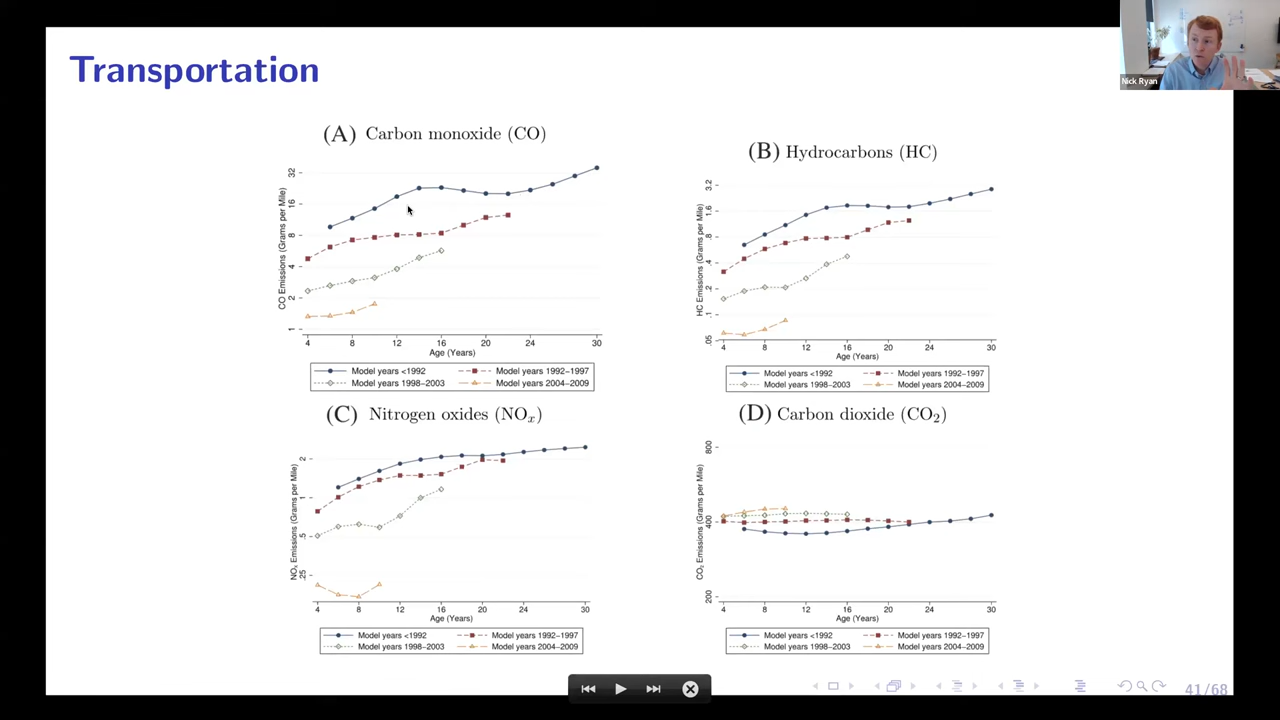 Transportation
Nick Ryan
(A) Carbon monoxide (CO)
32
16
8
4
2
1
CO Emissions (Grams per Mile)
4 8 12 16 20 24 30
Age (Years)
Model years <1992 Model years 1992−1997
Model years 1998−2003 Model years 2004−2009
(B) Hydrocarbons (HC)
3.2
1.6
.8
.4
.2
.1
.05
HC Emissions (Grams per Mile)
4 8 12 16 20 24 30
Age (Years)
Model years <1992 Model years 1992−1997
Model years 1998−2003 Model years 2004−2009
(C) Nitrogen oxides (NOx)
2
1
.5
.25
NOx Emissions (Grams per Mile)
4 8 12 16 20 24 30
Age (Years)
Model years <1992 Model years 1992−1997
Model years 1998−2003 Model years 2004−2009
(D) Carbon dioxide (CO2)
800
400
200
CO2 Emissions (Grams per Mile)
4 8 12 16 20 24 30
Age (Years)
Model years <1992 Model years 1992−1997
Model years 1998−2003 Model years 2004−2009
41/68